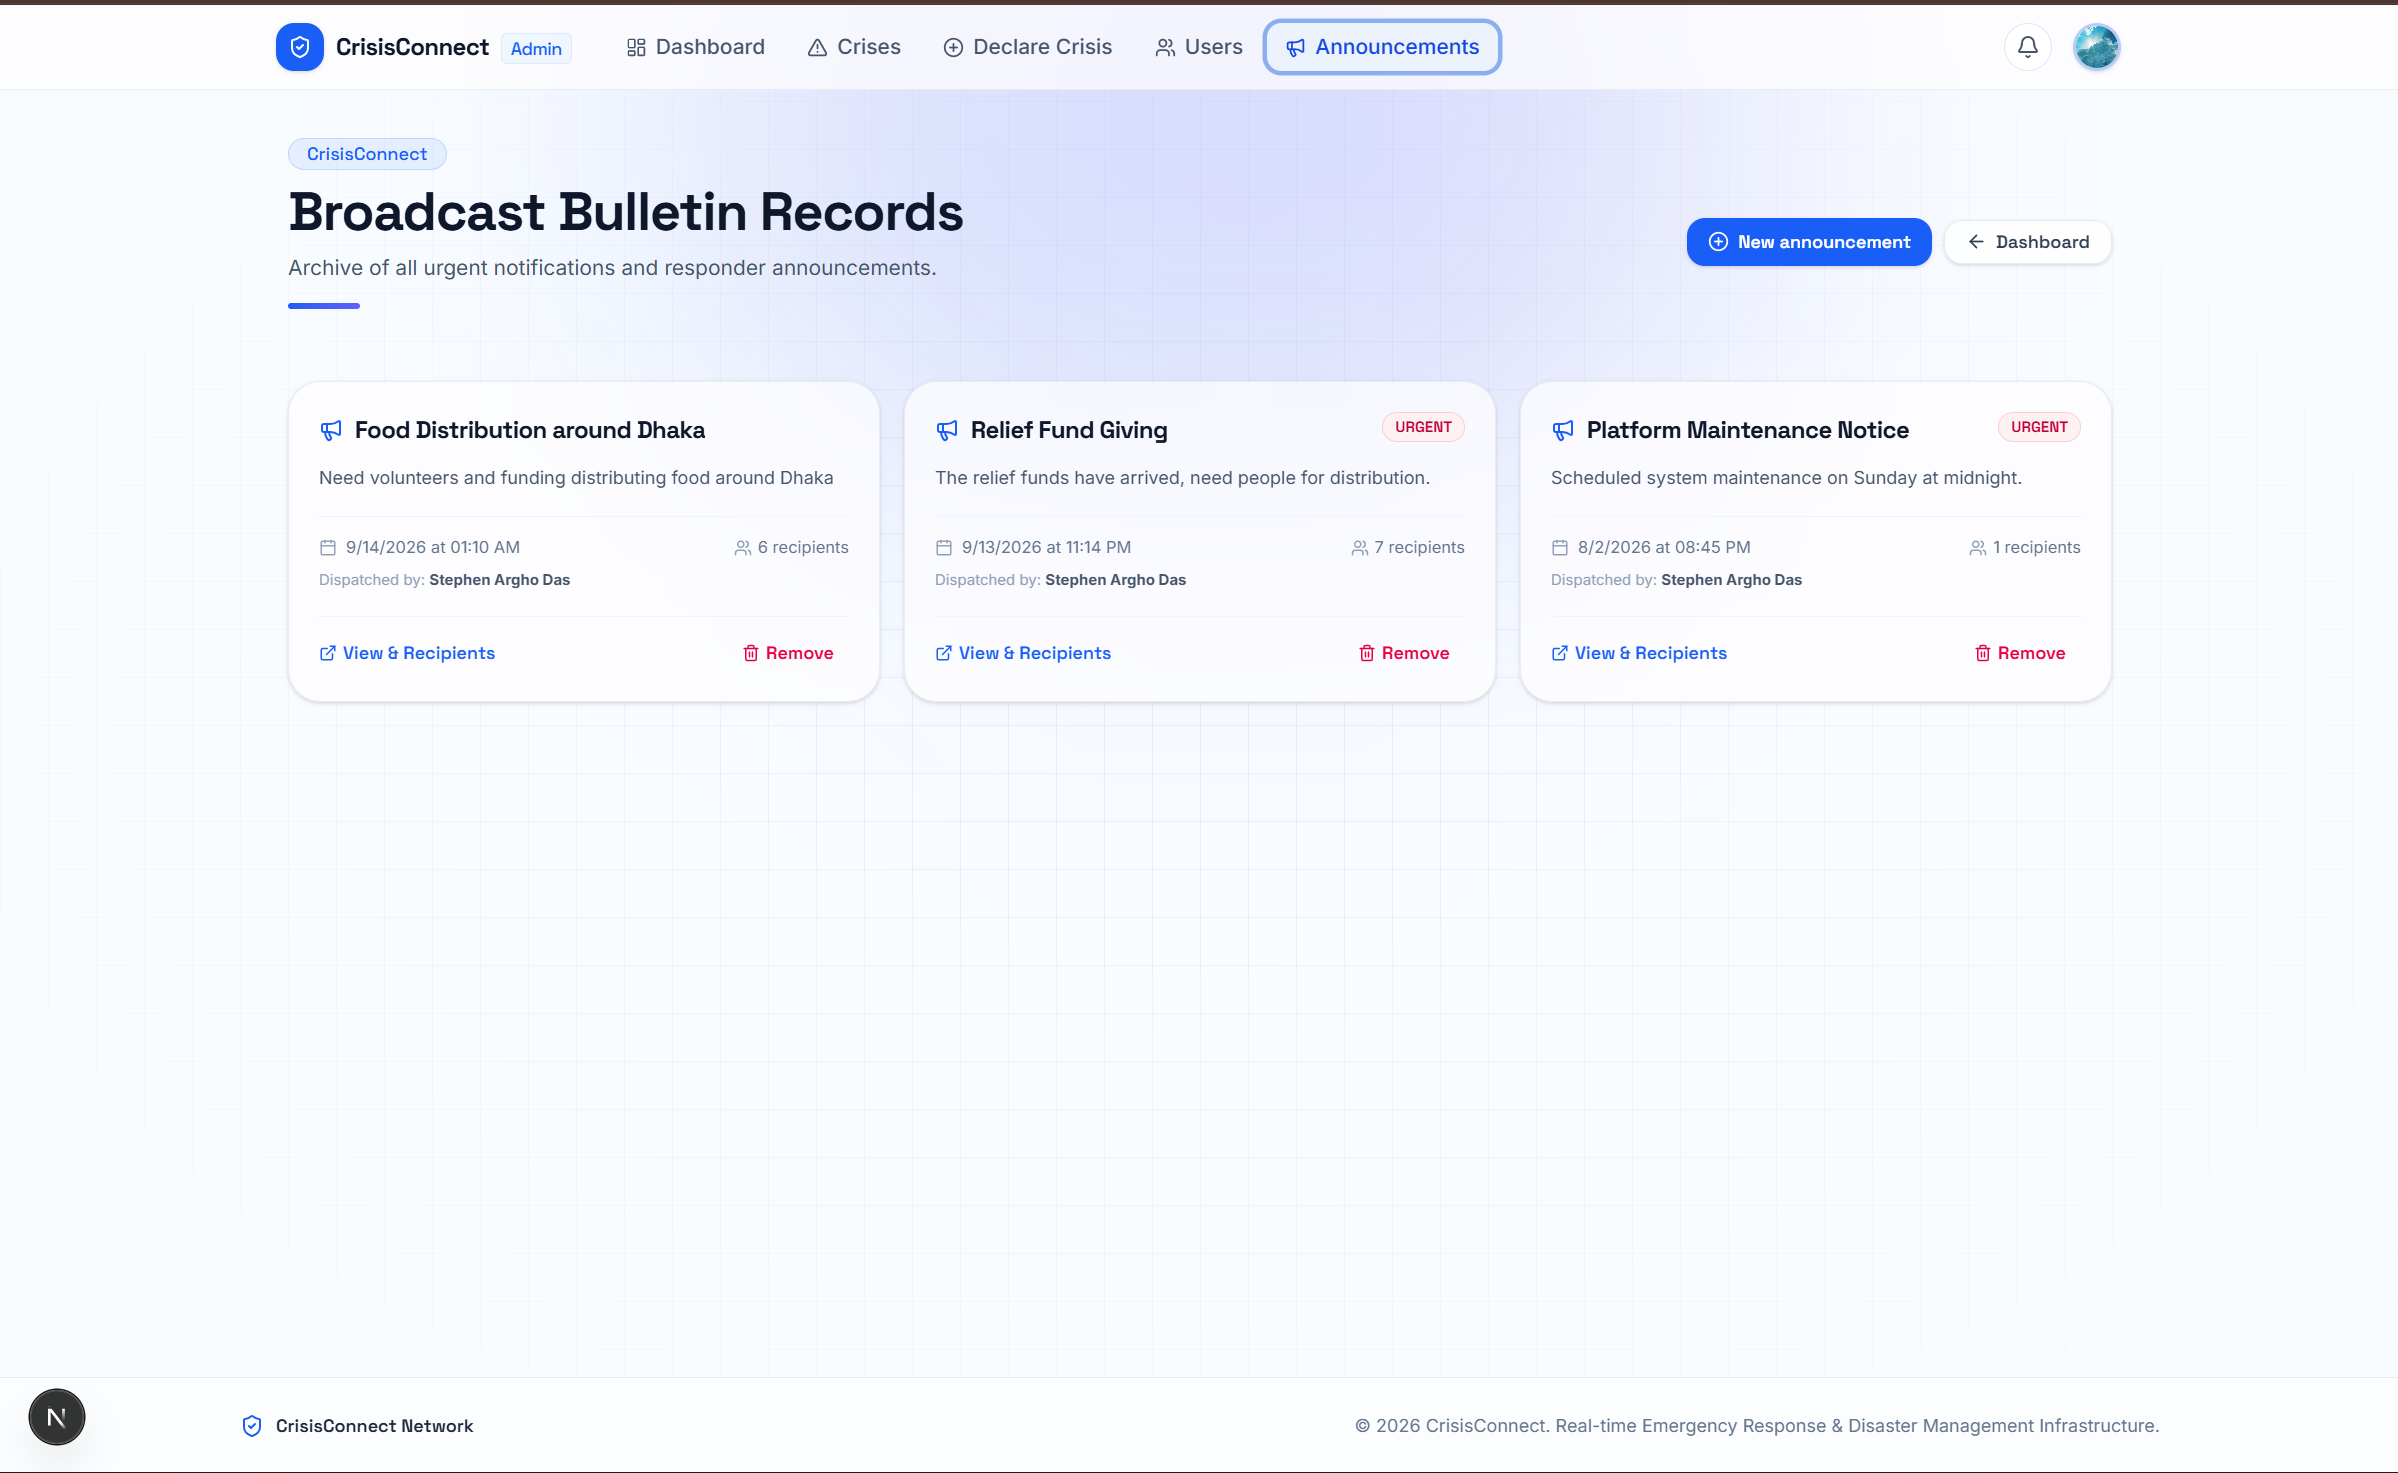 CrisisConnect Admin Dashboard Crises Declare Crisis Users Announcements
CrisisConnect
Broadcast Bulletin Records
Archive of all urgent notifications and responder announcements.
New announcement Dashboard
Food Distribution around Dhaka
Need volunteers and funding distributing food around Dhaka
9/14/2026 at 01:10 AM 6 recipients
Dispatched by: Stephen Argho Das
View & Recipients Remove
Relief Fund Giving URGENT
The relief funds have arrived, need people for distribution.
9/13/2026 at 11:14 PM 7 recipients
Dispatched by: Stephen Argho Das
View & Recipients Remove
Platform Maintenance Notice URGENT
Scheduled system maintenance on Sunday at midnight.
8/2/2026 at 08:45 PM 1 recipients
Dispatched by: Stephen Argho Das
View & Recipients Remove
N
CrisisConnect Network
© 2026 CrisisConnect. Real-time Emergency Response & Disaster Management Infrastructure.